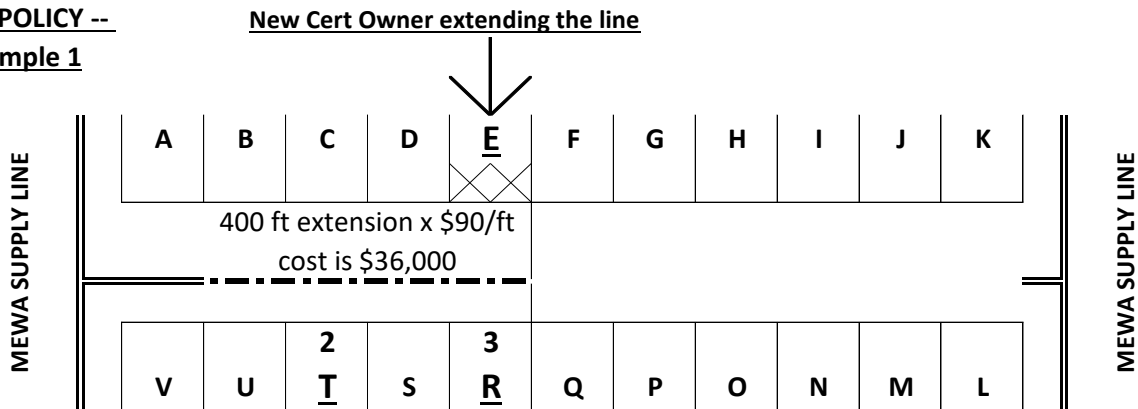 POLICY --
mple 1
New Cert Owner extending the line
MEWA SUPPLY LINE
A B C D E F G H I J K
400 ft extension x $90/ft
cost is $36,000
2 3
V U T S R Q P O N M L
MEWA SUPPLY LINE